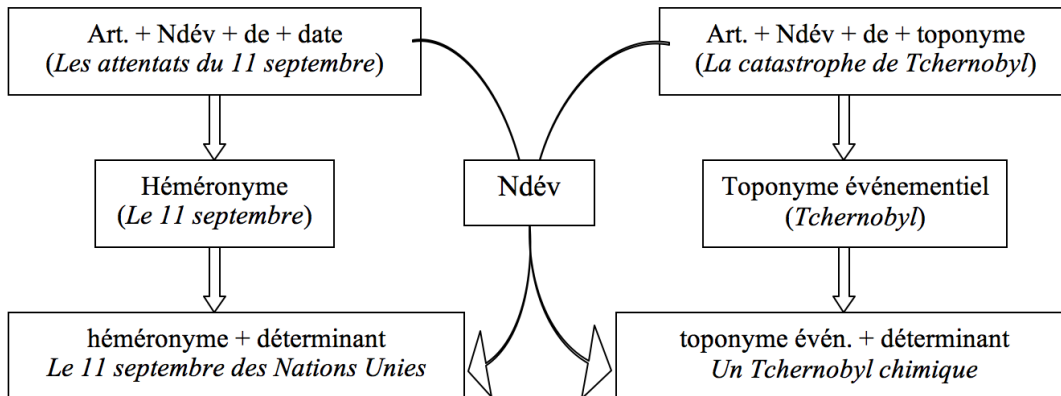 Art. + Ndév + de + date
(Les attentats du 11 septembre)
Art. + Ndév + de + toponyme
(La catastrophe de Tchernobyl)
Héméronyme
(Le 11 septembre)
Ndév
Toponyme événementiel
(Tchernobyl)
héméronyme + déterminant
Le 11 septembre des Nations Unies
toponyme évén. + déterminant
Un Tchernobyl chimique